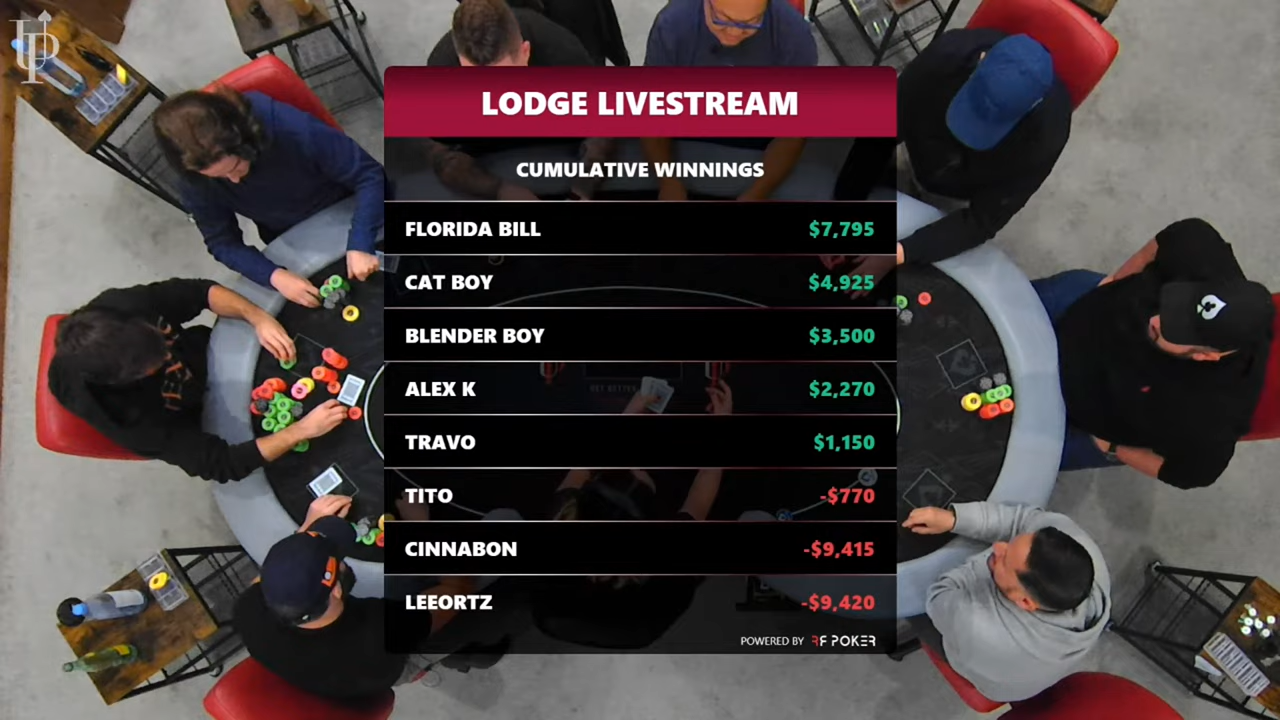 UP
LODGE LIVESTREAM
CUMULATIVE WINNINGS
FLORIDA BILL $7,795
CAT BOY $4,925
BLENDER BOY $3,500
ALEX K $2,270
TRAVO $1,150
TITO -$770
CINNABON -$9,415
LEEORTZ -$9,420
POWERED BY RF POKER